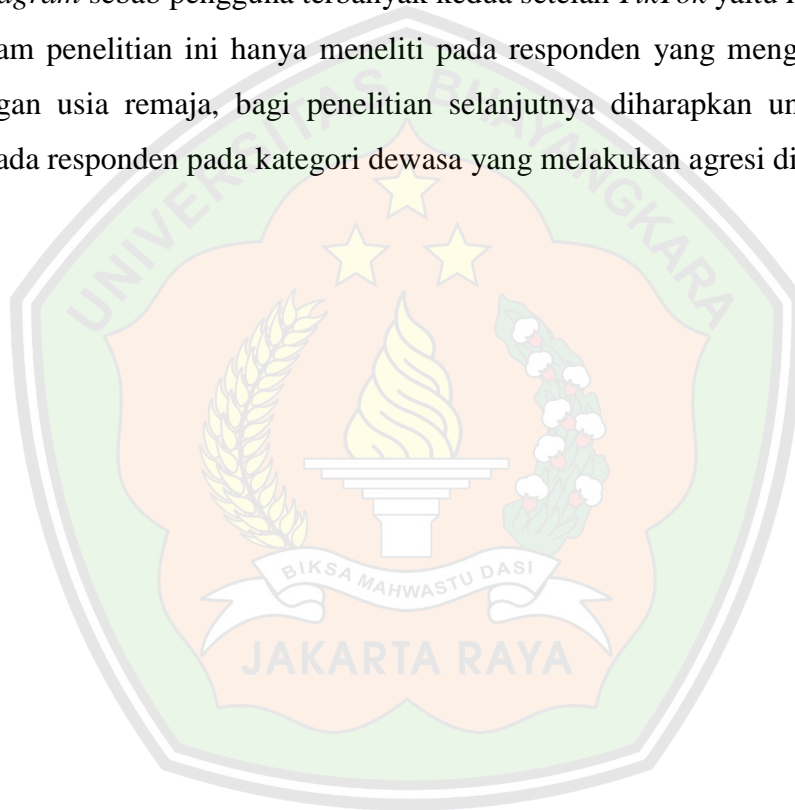 agram sebab pengguna terbanyak kedua setelah TikTok yaitu
am penelitian ini hanya meneliti pada responden yang meng
gan usia remaja, bagi penelitian selanjutnya diharapkan un
ada responden pada kategori dewasa yang melakukan agresi di
UNIVERSITAS BHAYANGKARA
BIKSA MAHWASTU DASI
JAKARTA RAYA